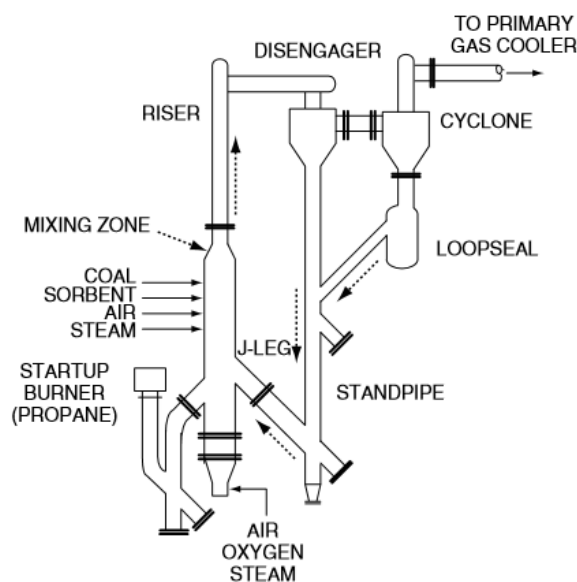 TO PRIMARY
GAS COOLER
DISENGAGER
RISER
CYCLONE
MIXING ZONE
LOOPSEAL
COAL
SORBENT
AIR
STEAM
J-LEG
STARTUP
BURNER
(PROPANE)
STANDPIPE
AIR
OXYGEN
STEAM